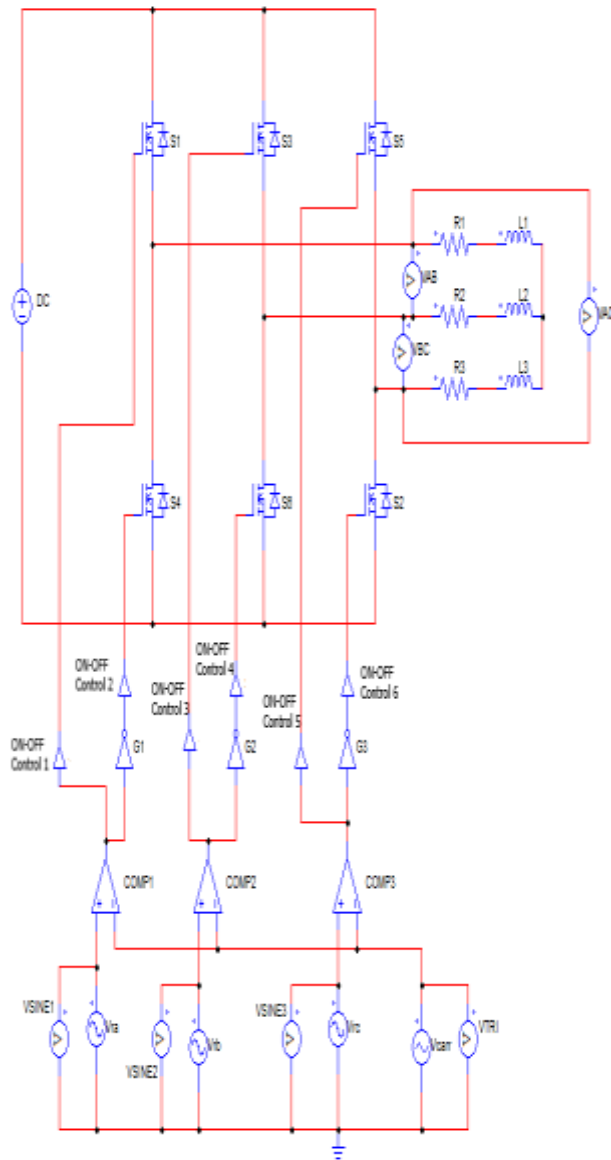 S1
S3
S5
R1
L1
VAB
R2
L2
DC
VBC
R3
L3
S4
S6
S2
ON-OFF
Control 2
ON-OFF
Control 3
ON-OFF
Control 4
ON-OFF
Control 5
ON-OFF
Control 6
ON-OFF
Control 1
G1
G2
G3
COMP1
COMP2
COMP3
VSINE1
Vra
VSINE2
Vrb
VSINE3
Vrc
Vcarr
VTRI